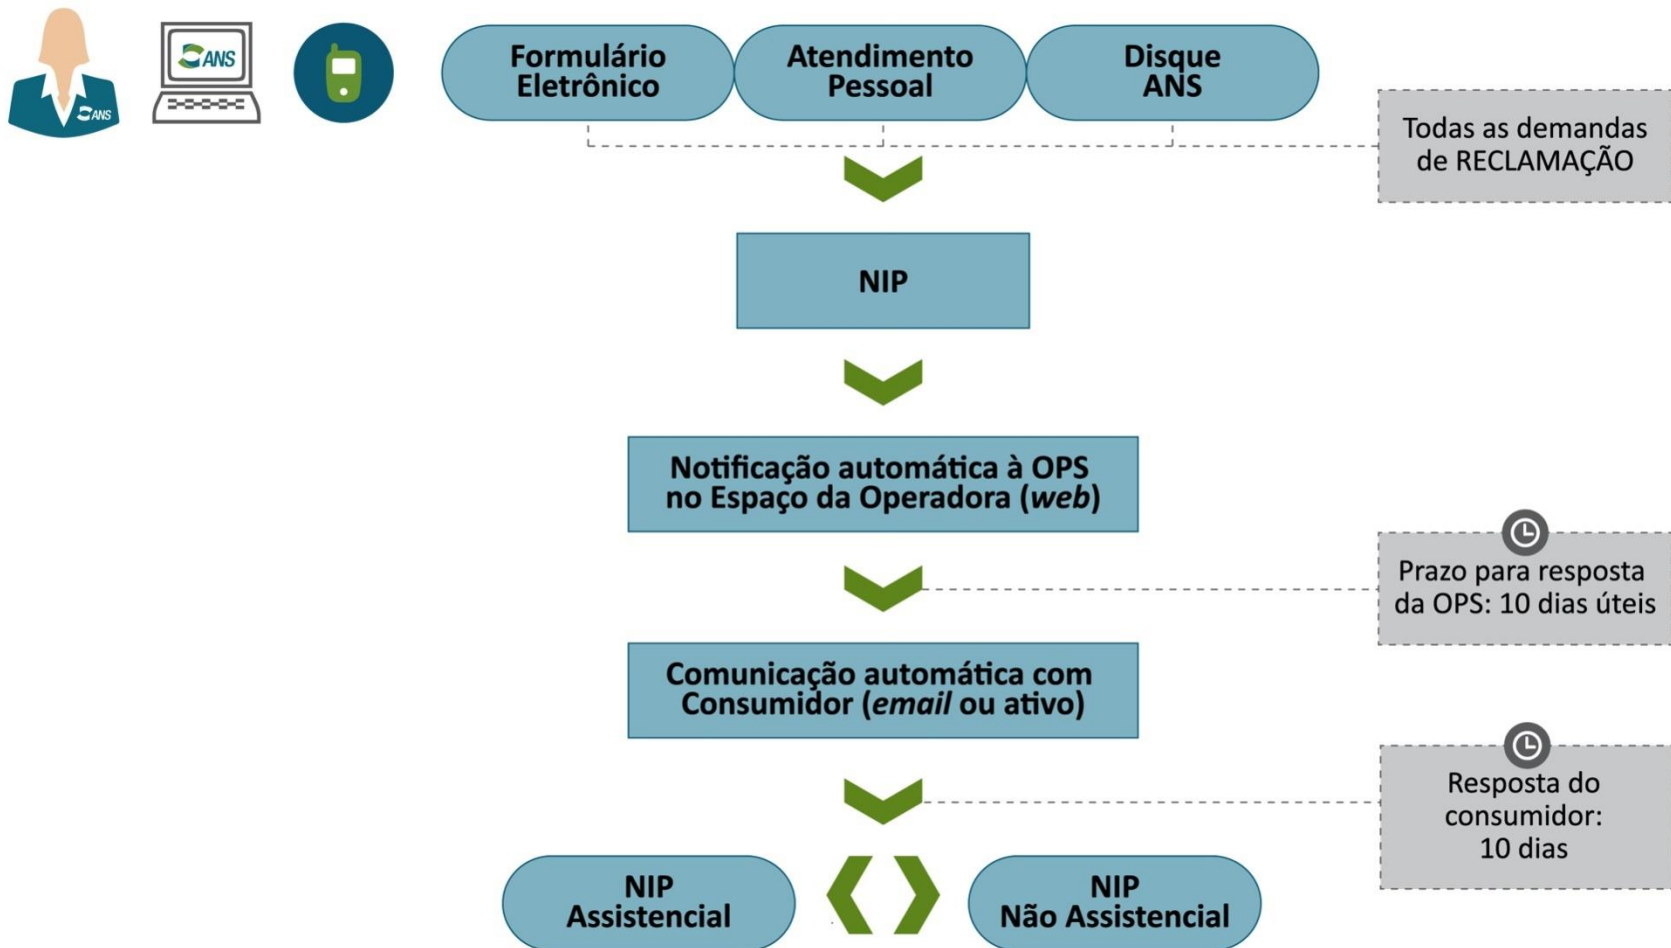 ANS
ANS
Formulário
Eletrônico
Atendimento
Pessoal
Disque
ANS
Todas as demandas
de RECLAMAÇÃO
NIP
Notificação automática à OPS
no Espaço da Operadora (web)
Prazo para resposta
da OPS: 10 dias úteis
Comunicação automática com
Consumidor (email ou ativo)
Resposta do
consumidor:
10 dias
NIP
Assistencial
NIP
Não Assistencial